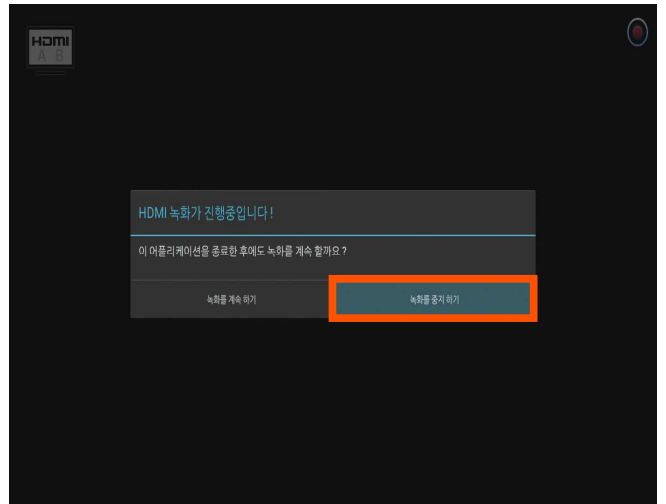 HDMI
A B
HDMI 녹화가 진행중입니다 !
이 어플리케이션을 종료한 후에도 녹화를 계속 할까요 ?
녹화를 계속 하기
녹화를 중지 하기